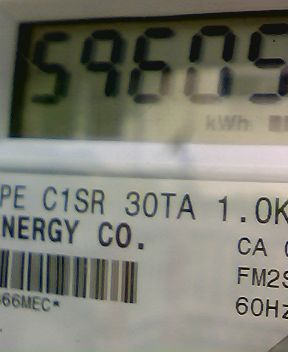 59605
kWh
PE C1SR 30TA 1.0K
NERGY CO.
CA
FM2S
66MEC*
60Hz